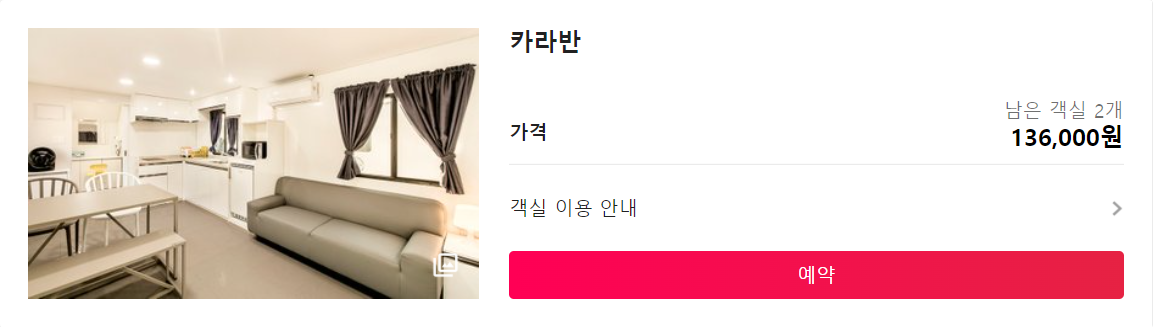 카라반
남은 객실 2개
가격
136,000원
객실 이용 안내
예약